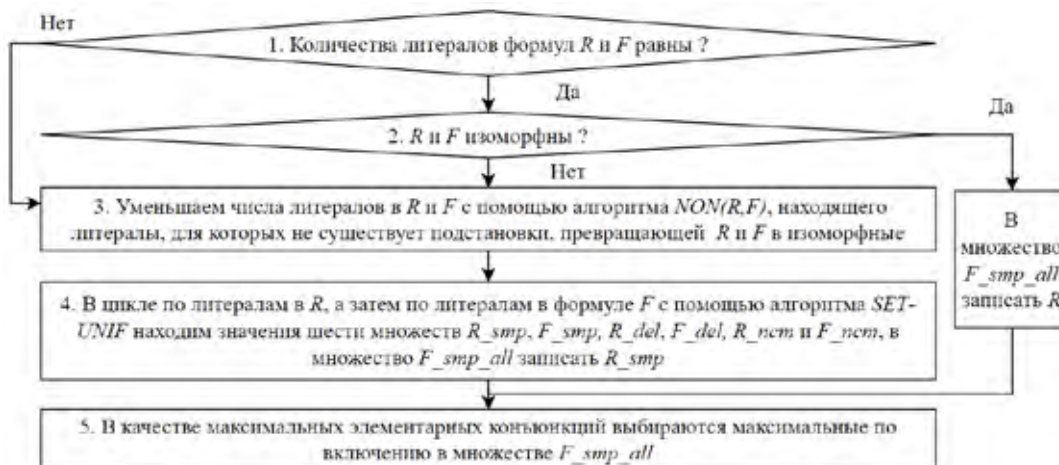 Нет
1. Количества литералов формул R и F равны ?
Да
Да
2. R и F изоморфны ?
Нет
3. Уменьшаем числа литералов в R и F с помощью алгоритма NON(R,F), находящего
литералы, для которых не существует подстановки, превращающей R и F в изоморфные
В
множество
F_smp_all
записать R
4. В цикле по литералам в R, а затем по литералам в формуле F с помощью алгоритма SET-
UNIF находим значения шести множеств R_smp, F_smp, R_del, F_del, R_ncm и F_ncm, в
множество F_smp_all записать R_smp
5. В качестве максимальных элементарных конъюнкций выбираются максимальные по
включению в множестве F_smp_all